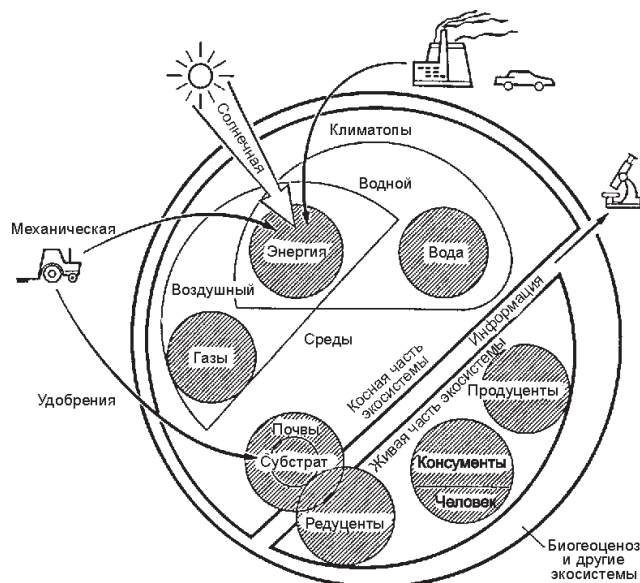 Солнечная
Климатопы
Водной
Механическая
Энергия
Вода
Воздушный
Среды
Газы
Косная часть
экосистемы
Информация
Живая часть экосистемы
Продуценты
Удобрения
Почвы
Субстрат
Консументы
Человек
Редуценты
Биогеоценоз
и другие
экосистемы